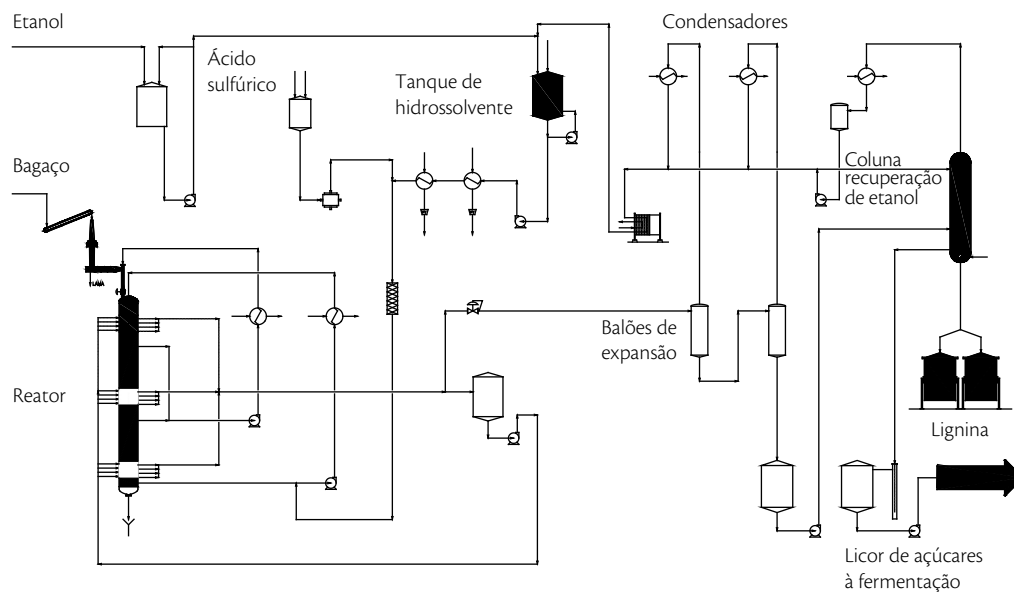 Etanol
Ácido
sulfúrico
Tanque de
hidrossolvente
Condensadores
Bagaço
Coluna
recuperação
de etanol
LAVA
Balões de
expansão
Reator
Lignina
Licor de açúcares
à fermentação